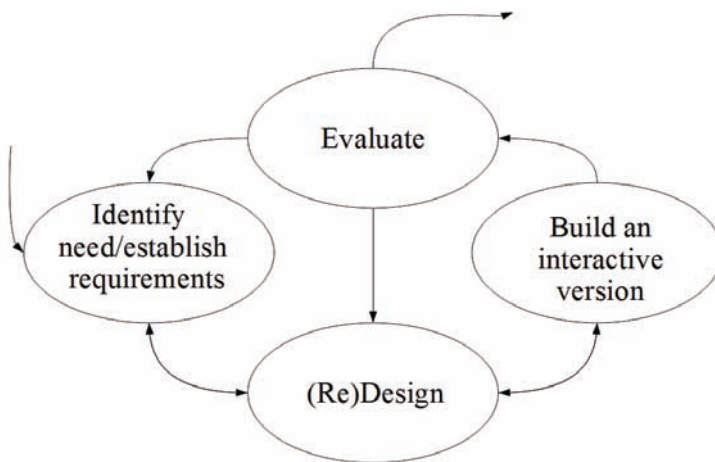 Evaluate
Identify
need/establish
requirements
Build an
interactive
version
(Re)Design